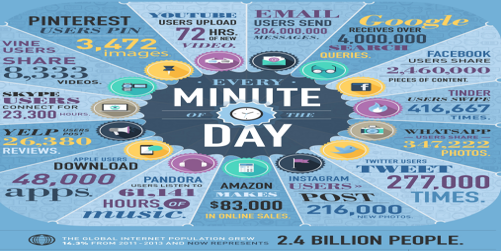 PINTEREST
USERS PIN
3,472
images.
YOUTUBE
USERS UPLOAD
72 HRS.
OF NEW
VIDEO.
EMAIL
USERS SEND
204,000,000
MESSAGES.
Google
RECEIVES OVER
4,000,000
SEARCH
QUERIES.
FACEBOOK
USERS SHARE
2,460,000
PIECES OF CONTENT.
TINDER
USERS SWIPE
416,667
TIMES.
WHATSAPP
USERS SHARE
347,222
PHOTOS.
TWITTER USERS
TWEET
277,000
TIMES.
INSTAGRAM
USERS
POST
216,000
NEW PHOTOS.
AMAZON
MAKES
$83,000
IN ONLINE SALES.
PANDORA
USERS LISTEN TO
61,141
HOURS OF
music.
APPLE USERS
DOWNLOAD
48,000
apps.
YELP USERS
POST
26,380
REVIEWS.
SKYPE
USERS
CONNECT FOR
23,300 HOURS
VINE
USERS
SHARE
8,333
VIDEOS.
EVERY
MINUTE
OF THE
DAY
THE GLOBAL INTERNET POPULATION GREW
14.3% FROM 2011 - 2013 AND NOW REPRESENTS
2.4 BILLION PEOPLE.